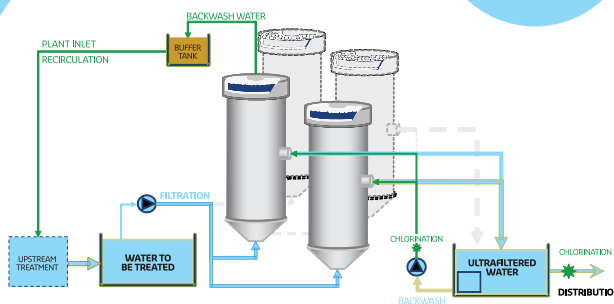 BACKWASH WATER
PLANT INLET
RECIRCULATION
BUFFER
TANK
FILTRATION
UPSTREAM
TREATMENT
WATER TO
BE TREATED
CHLORINATION
ULTRAFILTERED
WATER
CHLORINATION
DISTRIBUTIO
BACKWASH